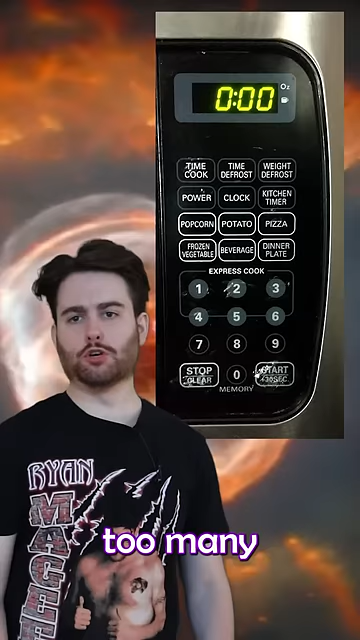 0:00
Oz
TIME COOK
TIME DEFROST
WEIGHT DEFROST
POWER
CLOCK
KITCHEN TIMER
POPCORN
POTATO
PIZZA
FROZEN VEGETABLE
BEVERAGE
DINNER PLATE
EXPRESS COOK
1 2 3
4 5 6
7 8 9
STOP CLEAR
0
START +30SEC
MEMORY
RYAN
too many